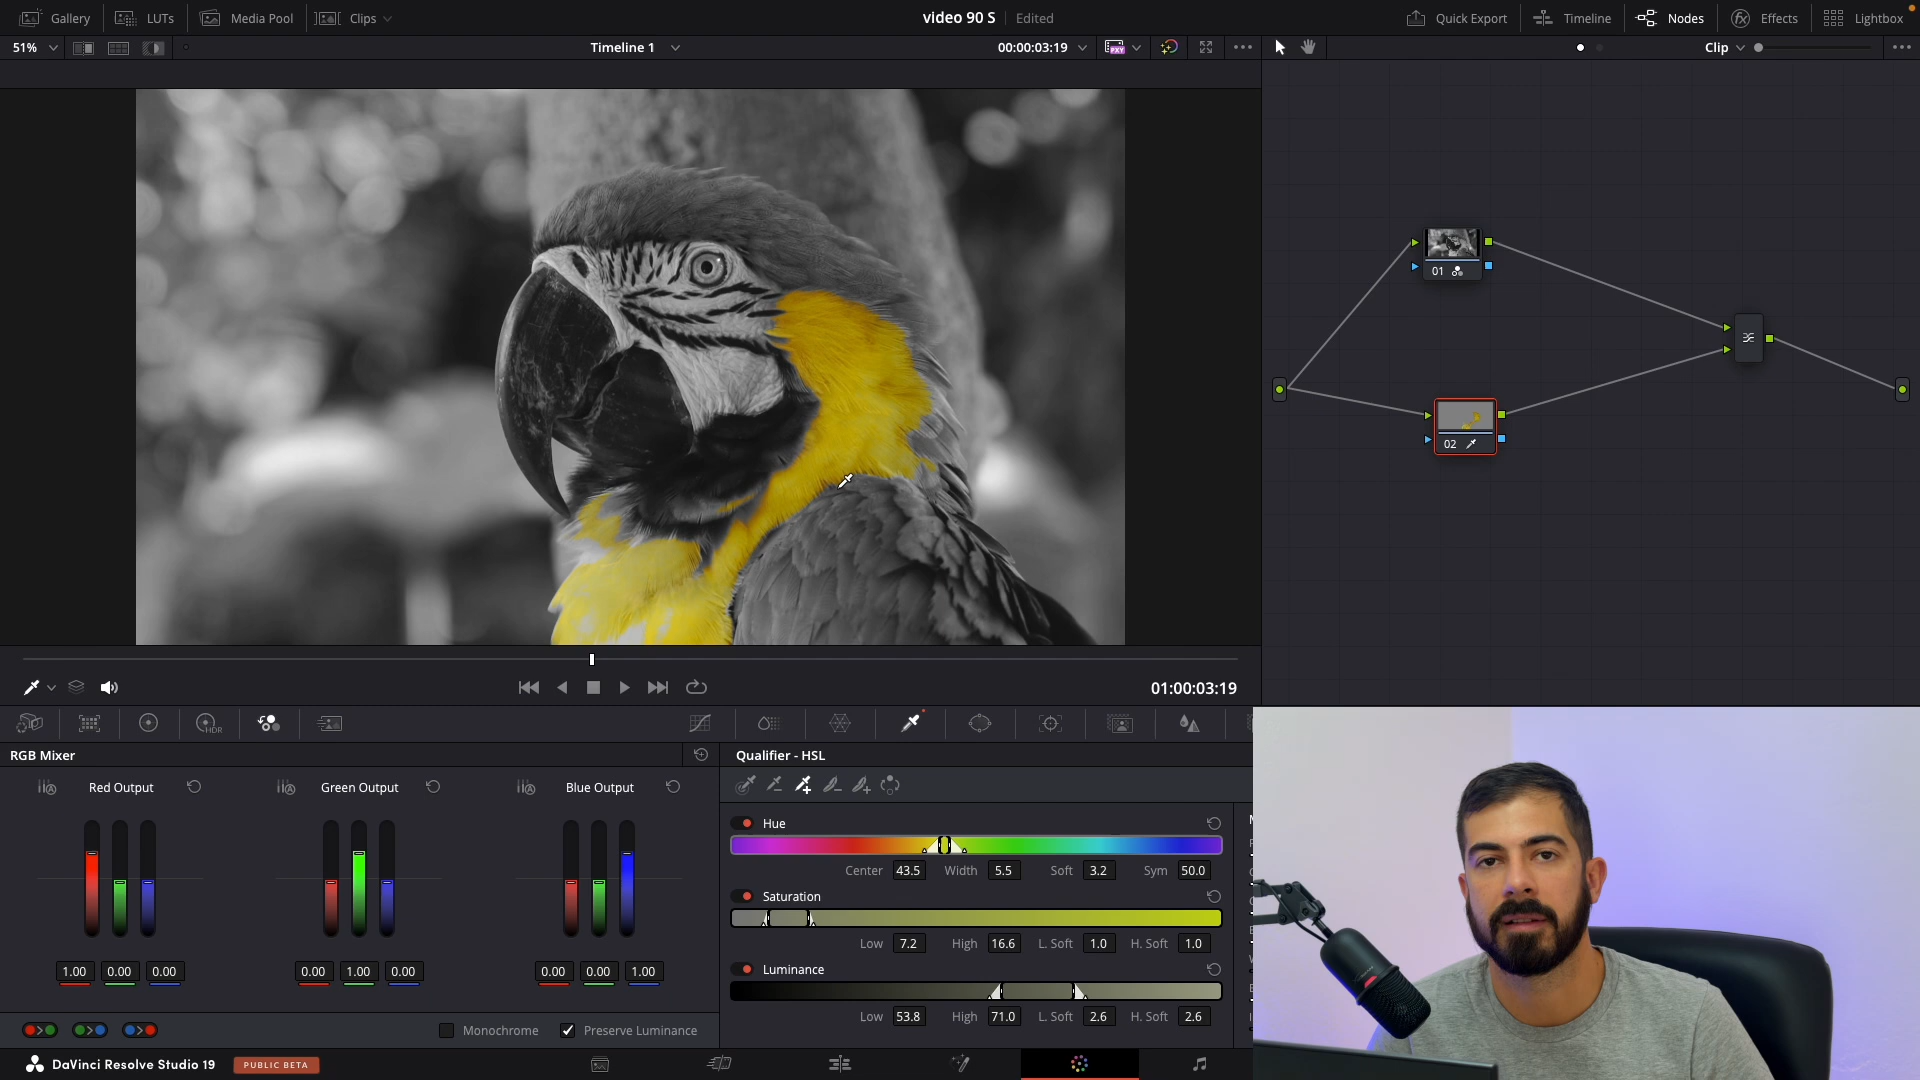 Gallery LUTs Media Pool Clips video 90 S Edited Quick Export Timeline Nodes Effects Lightbox
51% Timeline 1 00:00:03:19 PXY Clip
01
02
01:00:03:19
HDR
RGB Mixer
Qualifier - HSL
Red Output Green Output Blue Output
Hue
Center 43.5 Width 5.5 Soft 3.2 Sym 50.0
Saturation
Low 7.2 High 16.6 L. Soft 1.0 H. Soft 1.0
1.00 0.00 0.00 0.00 1.00 0.00 0.00 0.00 1.00
Luminance
Low 53.8 High 71.0 L. Soft 2.6 H. Soft 2.6
Monochrome Preserve Luminance
DaVinci Resolve Studio 19 PUBLIC BETA